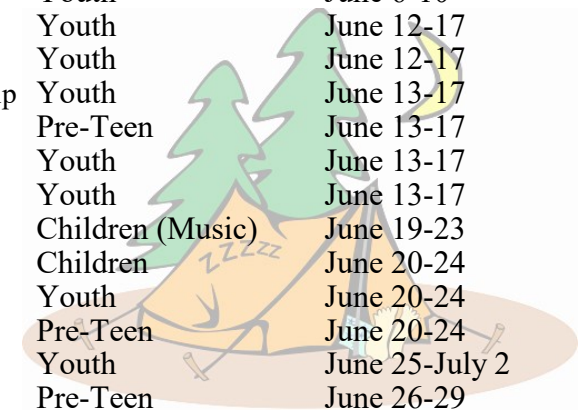 Youth June 12-17
Youth June 12-17
p Youth June 13-17
Pre-Teen June 13-17
Youth June 13-17
Youth June 13-17
Children (Music) June 19-23
Children June 20-24
Youth June 20-24
Pre-Teen June 20-24
Youth June 25-July 2
Pre-Teen June 26-29
ZZZzz